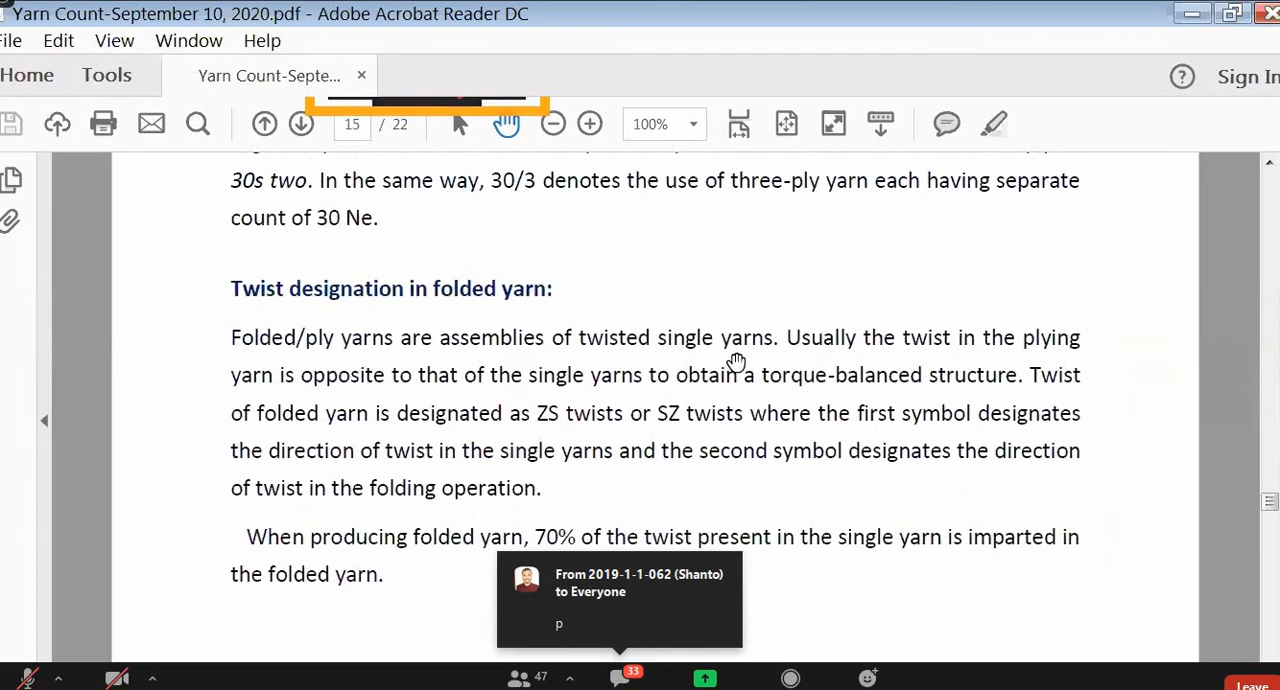 Yarn Count-September 10, 2020.pdf - Adobe Acrobat Reader DC
File Edit View Window Help
Home Tools Yarn Count-Septe... × ? Sign In
15 / 22 100%
30s two. In the same way, 30/3 denotes the use of three-ply yarn each having separate
count of 30 Ne.
Twist designation in folded yarn:
Folded/ply yarns are assemblies of twisted single yarns. Usually the twist in the plying
yarn is opposite to that of the single yarns to obtain a torque-balanced structure. Twist
of folded yarn is designated as ZS twists or SZ twists where the first symbol designates
the direction of twist in the single yarns and the second symbol designates the direction
of twist in the folding operation.
When producing folded yarn, 70% of the twist present in the single yarn is imparted in
the folded yarn.
From 2019-1-1-062 (Shanto)
to Everyone
p
47 33
Leave